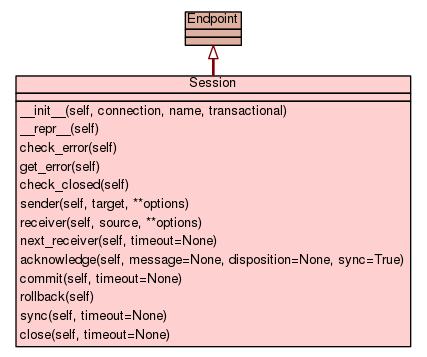 Endpoint
Session
__init__(self, connection, name, transactional)
__repr__(self)
check_error(self)
get_error(self)
check_closed(self)
sender(self, target, **options)
receiver(self, source, **options)
next_receiver(self, timeout=None)
acknowledge(self, message=None, disposition=None, sync=True)
commit(self, timeout=None)
rollback(self)
sync(self, timeout=None)
close(self, timeout=None)